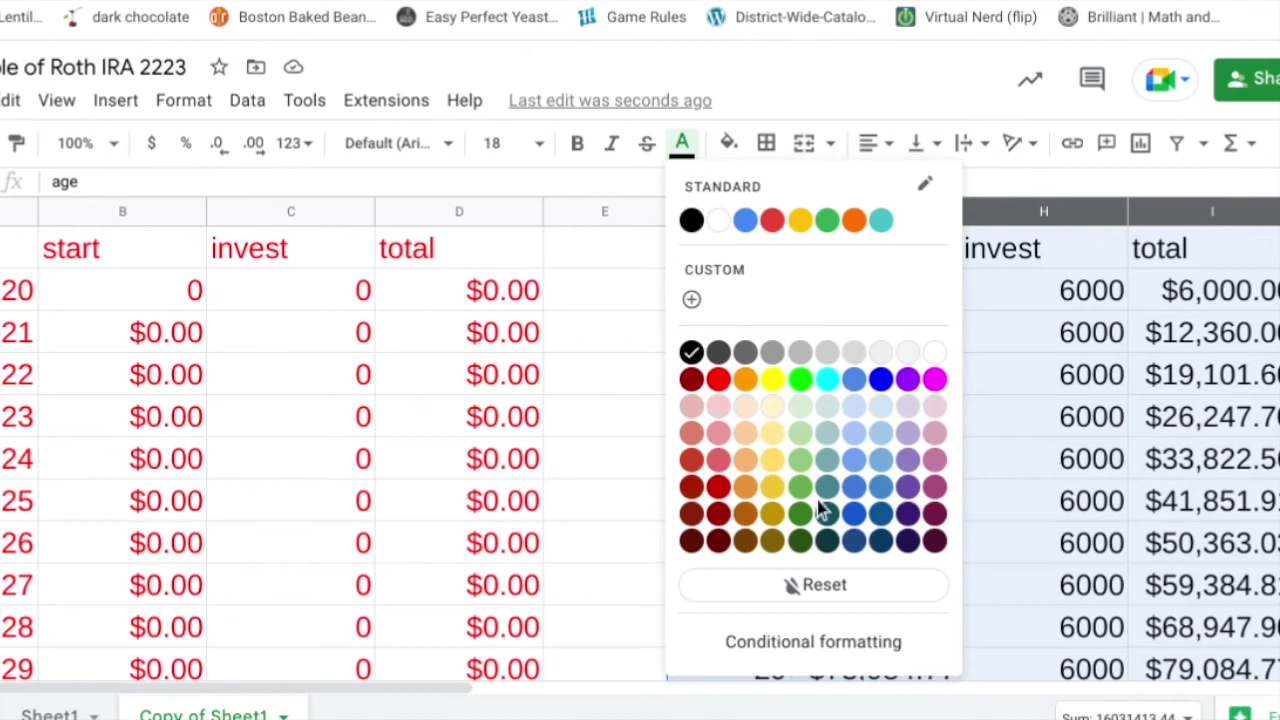 Lentil... dark chocolate Boston Baked Bean... Easy Perfect Yeast... Game Rules District-Wide-Catalo... Virtual Nerd (flip) Brilliant | Math and...
le of Roth IRA 2223
Sha
dit View Insert Format Data Tools Extensions Help Last edit was seconds ago
100% $ % .0 .00 123 Default (Ari... 18 B I S A
fx age
B C D E H I
start invest total invest total
20 0 0 $0.00 6000 $6,000.00
21 $0.00 0 $0.00 6000 $12,360.00
22 $0.00 0 $0.00 6000 $19,101.60
23 $0.00 0 $0.00 6000 $26,247.70
24 $0.00 0 $0.00 6000 $33,822.56
25 $0.00 0 $0.00 6000 $41,851.91
26 $0.00 0 $0.00 6000 $50,363.03
27 $0.00 0 $0.00 6000 $59,384.81
28 $0.00 0 $0.00 6000 $68,947.90
29 $0.00 0 $0.00 6000 $79,084.77
STANDARD
CUSTOM
Reset
Conditional formatting
Sheet1 Copy of Sheet1 Sum: 16031413.44